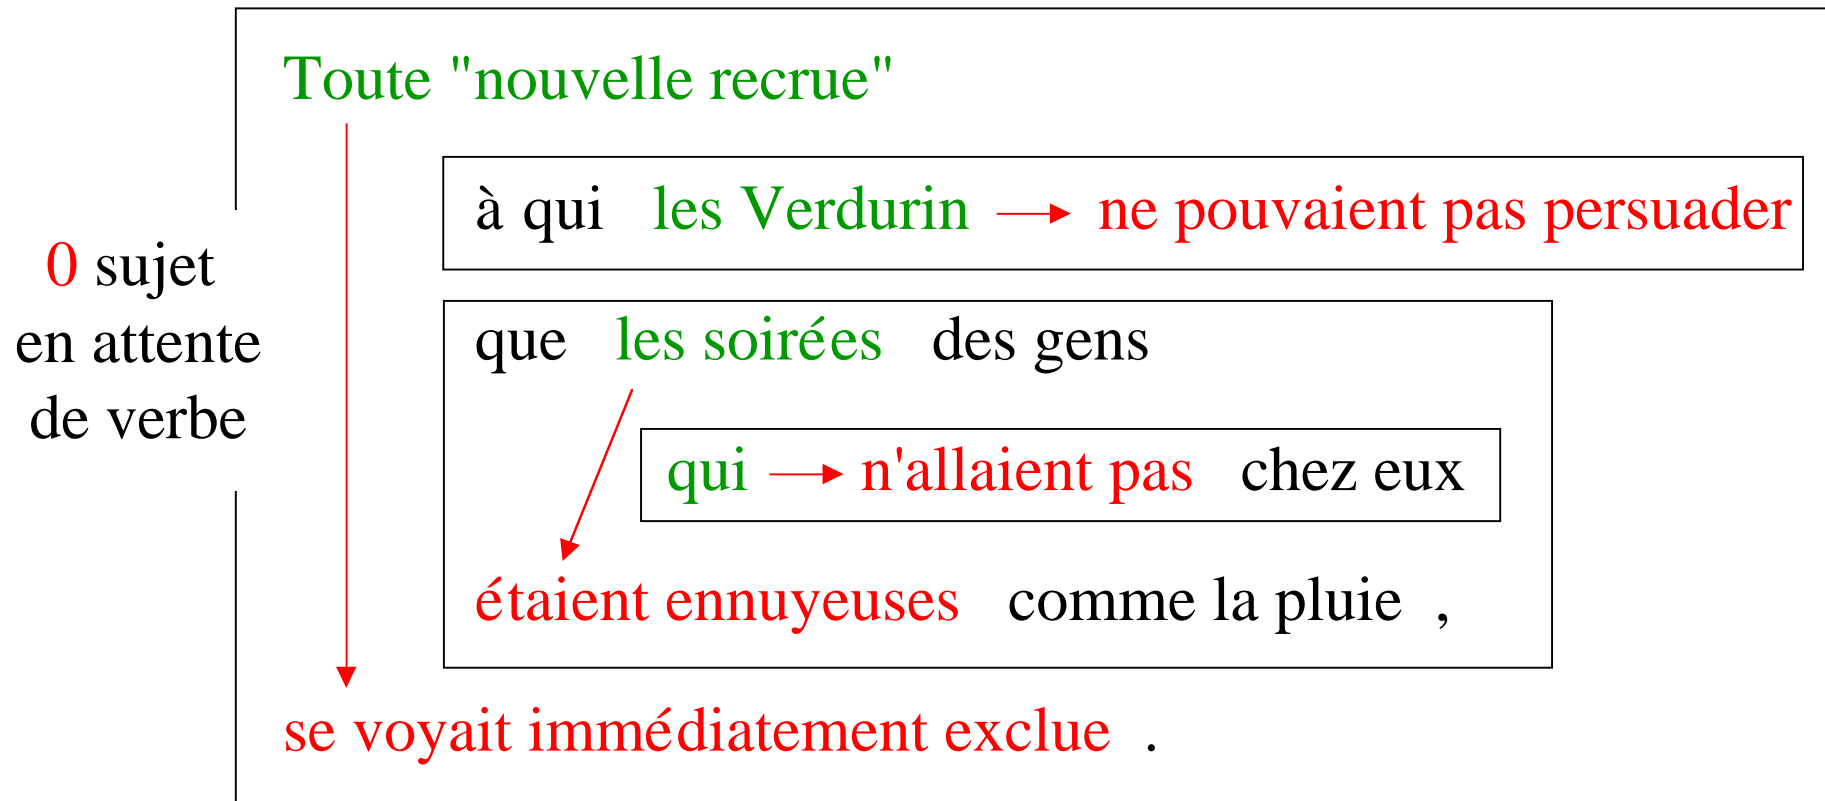 Toute "nouvelle recrue"
à qui les Verdurin ne pouvaient pas persuader
0 sujet
en attente
de verbe
que les soirées des gens
qui n'allaient pas chez eux
étaient ennuyeuses comme la pluie ,
se voyait immédiatement exclue .